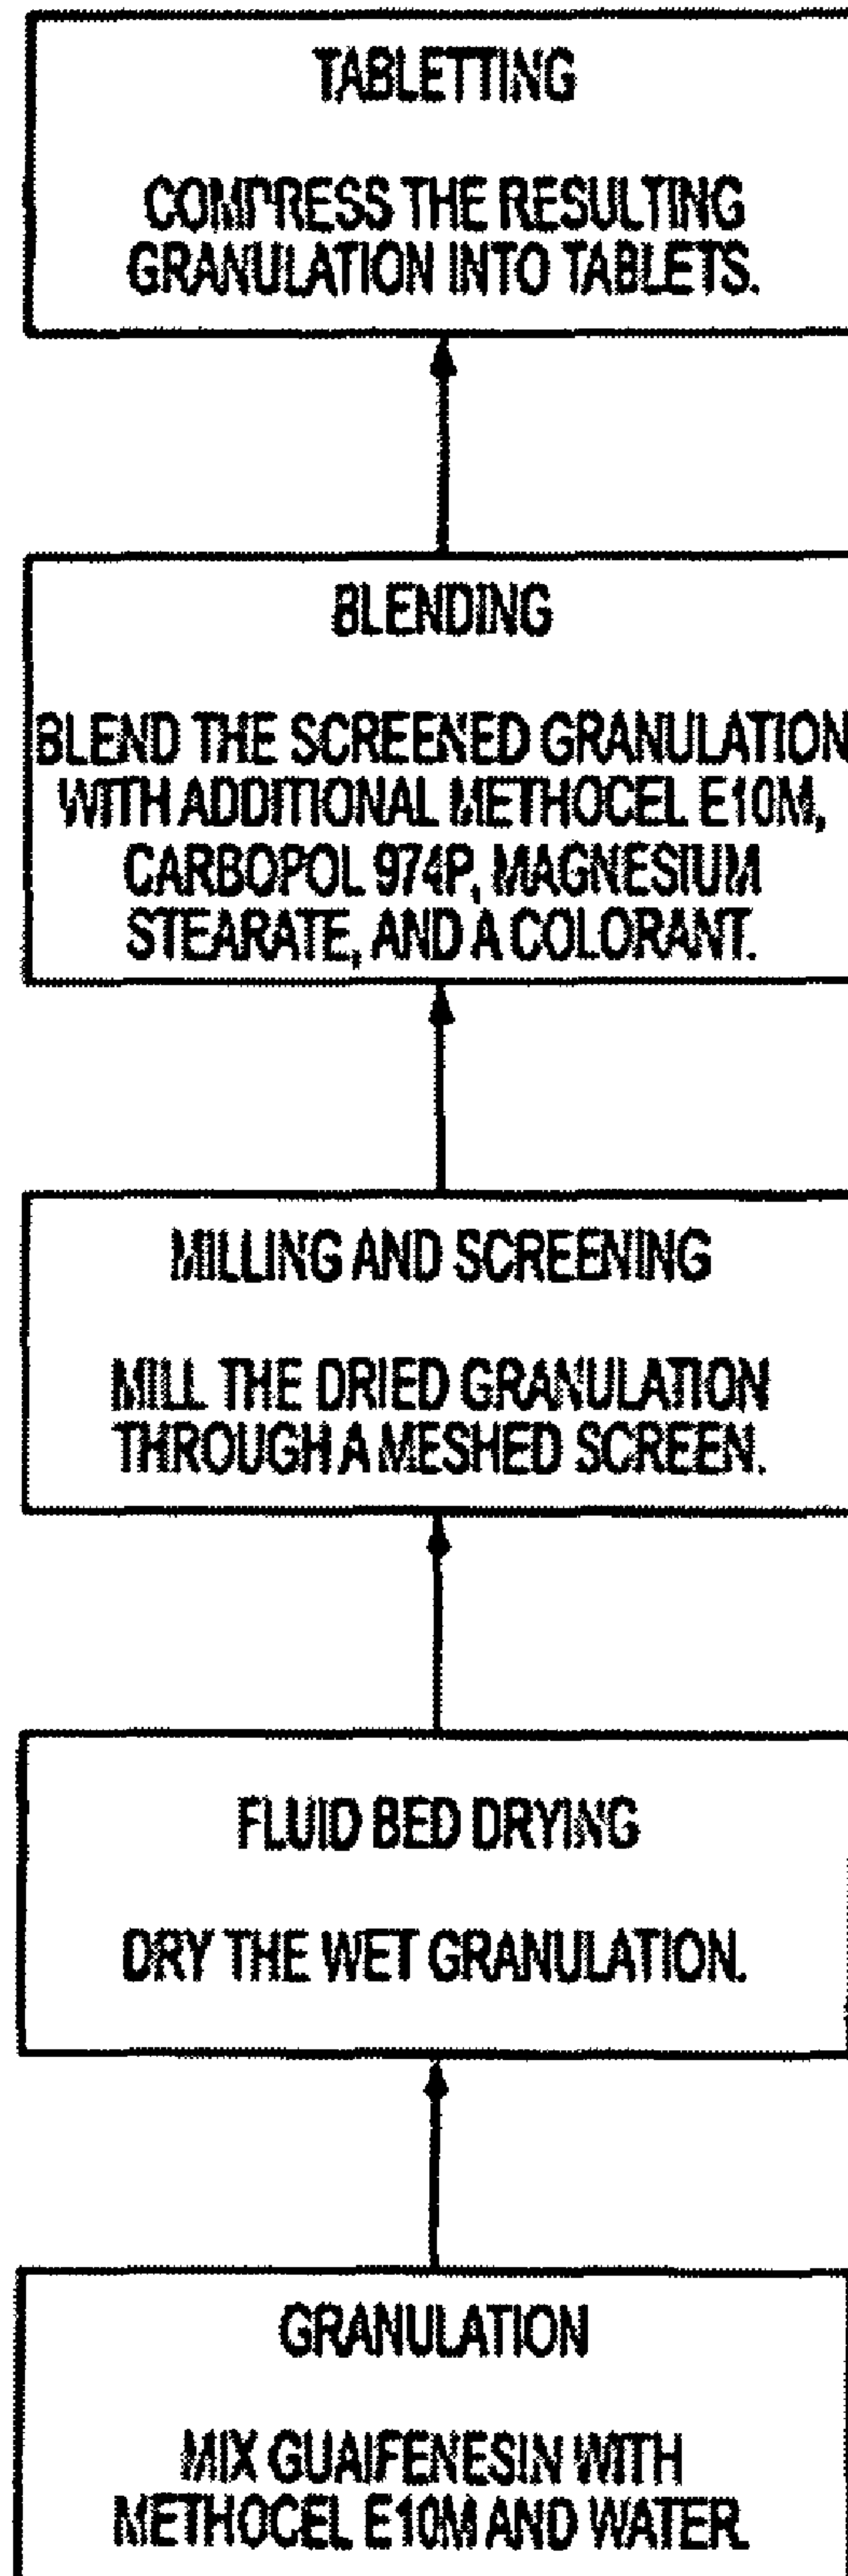 TABLETTING
COMPRESS THE RESULTING
GRANULATION INTO TABLETS.
BLENDING
BLEND THE SCREENED GRANULATION
WITH ADDITIONAL METHOCEL E10M,
CARBOPOL 974P, MAGNESIUM
STEARATE, AND A COLORANT.
MILLING AND SCREENING
MILL THE DRIED GRANULATION
THROUGH A MESHED SCREEN.
FLUID BED DRYING
DRY THE WET GRANULATION.
GRANULATION
MIX GUAIFENESIN WITH
METHOCEL E10M AND WATER.